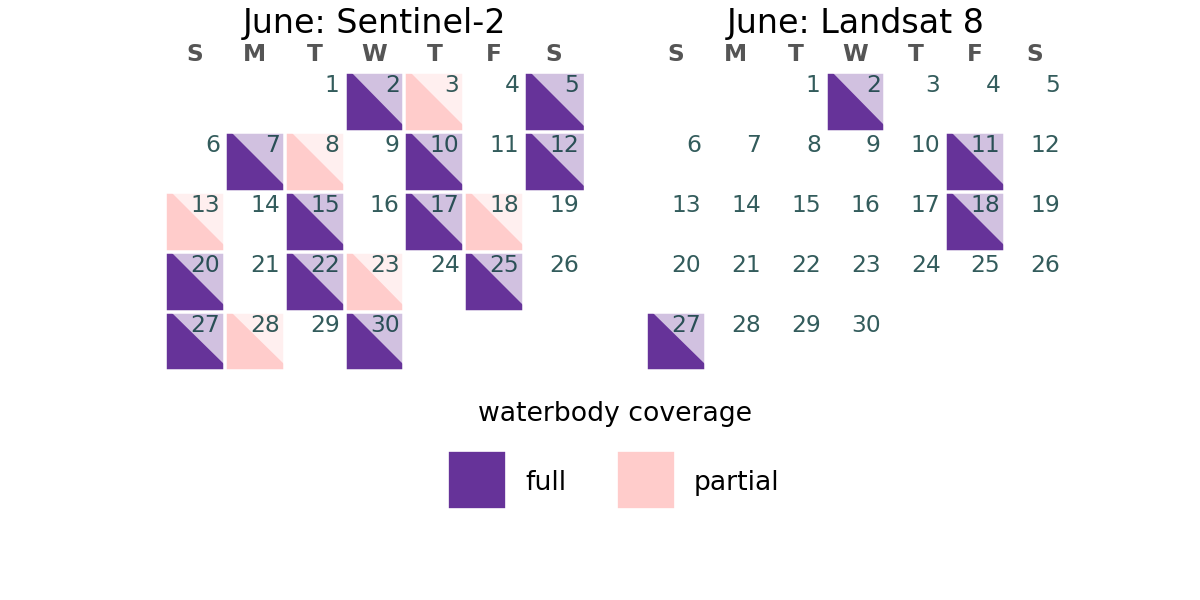 June: Sentinel-2
S M T W T F S
1 2 3 4 5
6 7 8 9 10 11 12
13 14 15 16 17 18 19
20 21 22 23 24 25 26
27 28 29 30
June: Landsat 8
S M T W T F S
1 2 3 4 5
6 7 8 9 10 11 12
13 14 15 16 17 18 19
20 21 22 23 24 25 26
27 28 29 30
waterbody coverage
full partial